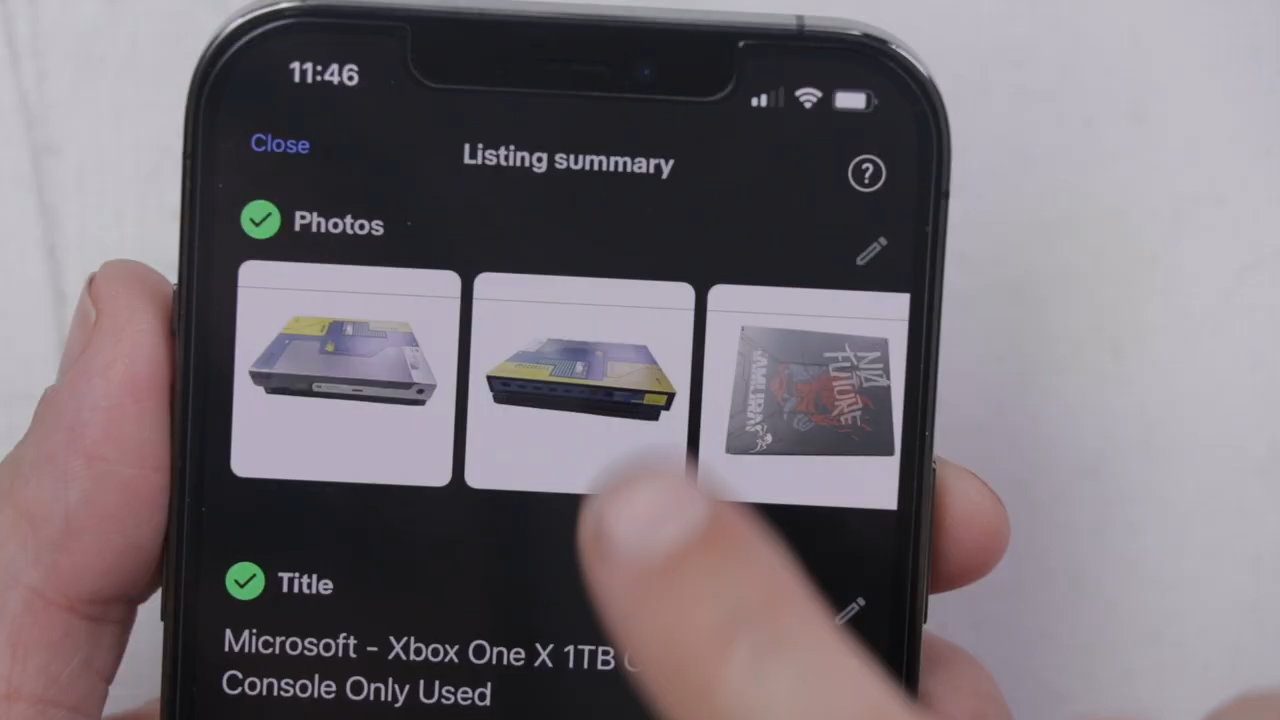 11:46
Close
Listing summary
?
Photos
NO
FUTURE
Title
Microsoft - Xbox One X 1TB
Console Only Used